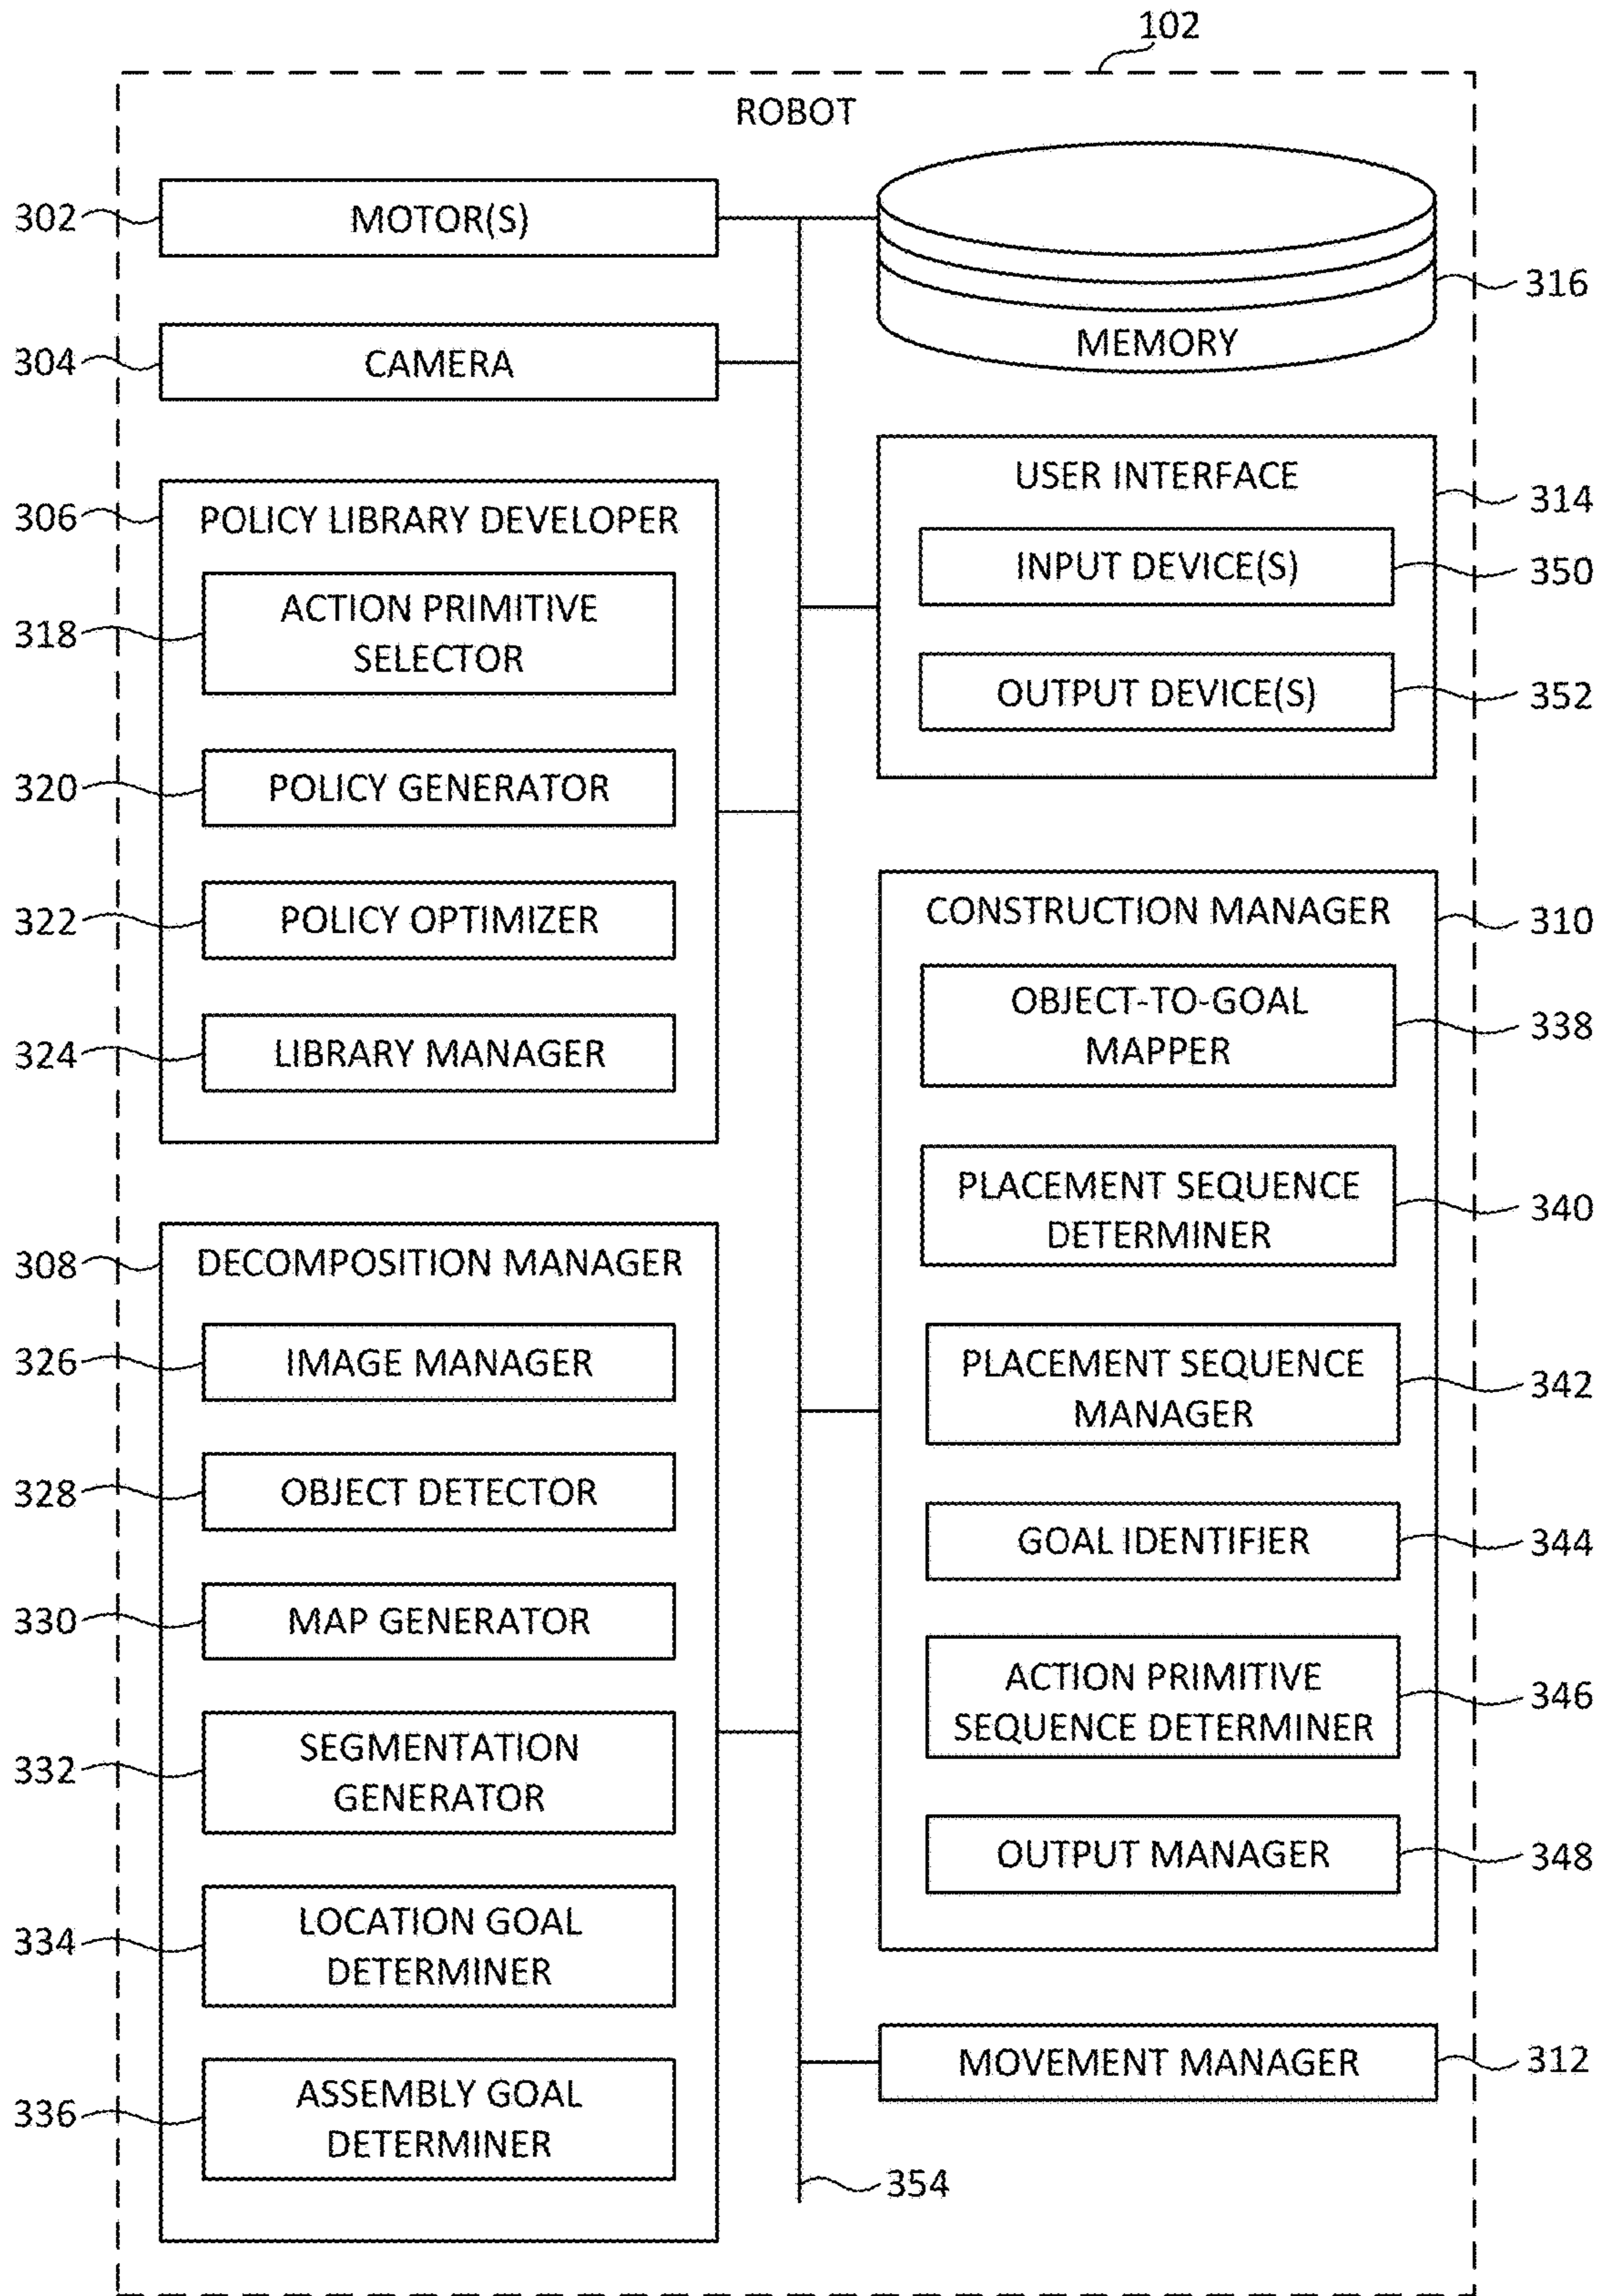 102
ROBOT
302
MOTOR(S)
304
CAMERA
306
POLICY LIBRARY DEVELOPER
318
ACTION PRIMITIVE
SELECTOR
320
POLICY GENERATOR
322
POLICY OPTIMIZER
324
LIBRARY MANAGER
308
DECOMPOSITION MANAGER
326
IMAGE MANAGER
328
OBJECT DETECTOR
330
MAP GENERATOR
332
SEGMENTATION
GENERATOR
334
LOCATION GOAL
DETERMINER
336
ASSEMBLY GOAL
DETERMINER
MEMORY
316
USER INTERFACE
314
INPUT DEVICE(S)
350
OUTPUT DEVICE(S)
352
CONSTRUCTION MANAGER
310
OBJECT-TO-GOAL
MAPPER
338
PLACEMENT SEQUENCE
DETERMINER
340
PLACEMENT SEQUENCE
MANAGER
342
GOAL IDENTIFIER
344
ACTION PRIMITIVE
SEQUENCE DETERMINER
346
OUTPUT MANAGER
348
MOVEMENT MANAGER
312
354